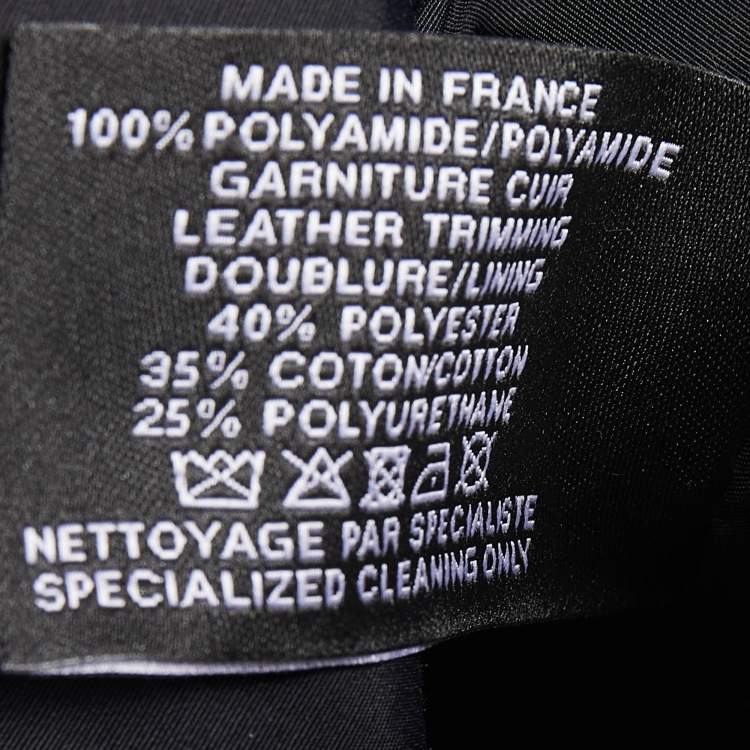 MADE IN FRANCE
100% POLYAMIDE/POLYAMIDE
GARNITURE CUIR
LEATHER TRIMMING
DOUBLURE/LINING
40% POLYESTER
35% COTON/COTTON
25% POLYURETHANE
NETTOYAGE PAR SPECIALISTE
SPECIALIZED CLEANING ONLY